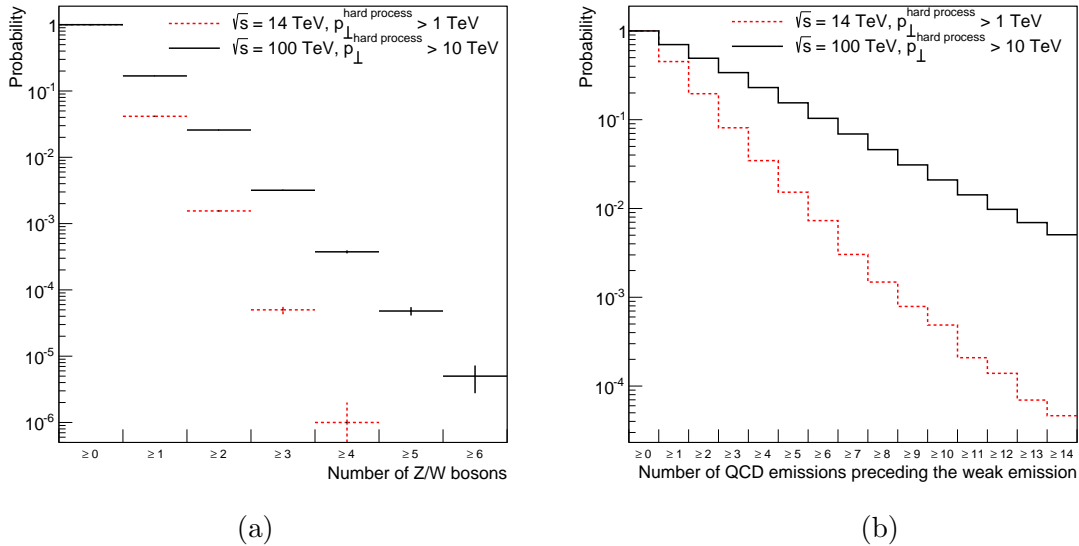 √s = 14 TeV, p⊥^hard process > 1 TeV
√s = 100 TeV, p⊥^hard process > 10 TeV
Probability
1
10^-1
10^-2
10^-3
10^-4
10^-5
10^-6
≥ 0 ≥ 1 ≥ 2 ≥ 3 ≥ 4 ≥ 5 ≥ 6
Number of Z/W bosons
(a)
√s = 14 TeV, p⊥^hard process > 1 TeV
√s = 100 TeV, p⊥^hard process > 10 TeV
Probability
1
10^-1
10^-2
10^-3
10^-4
≥ 0 ≥ 1 ≥ 2 ≥ 3 ≥ 4 ≥ 5 ≥ 6 ≥ 7 ≥ 8 ≥ 9 ≥ 10 ≥ 11 ≥ 12 ≥ 13 ≥ 14
Number of QCD emissions preceding the weak emission
(b)